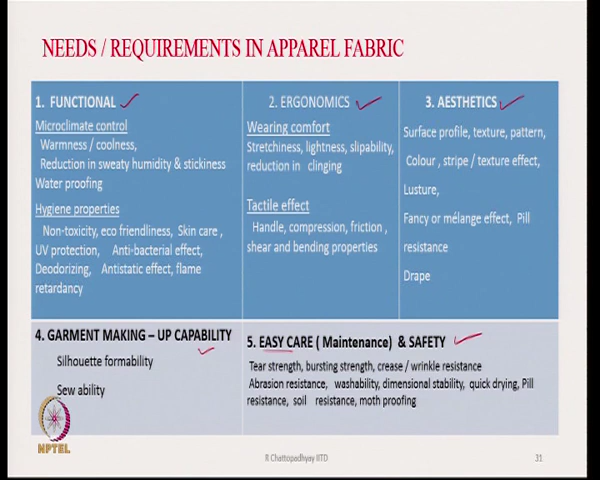 NEEDS / REQUIREMENTS IN APPAREL FABRIC
1. FUNCTIONAL
Microclimate control
Warmness / coolness,
Reduction in sweaty humidity & stickiness
Water proofing
Hygiene properties
Non-toxicity, eco friendliness, Skin care ,
UV protection, Anti-bacterial effect,
Deodorizing, Antistatic effect, flame
retardancy
2. ERGONOMICS
Wearing comfort
Stretchiness, lightness, slipability,
reduction in clinging
Tactile effect
Handle, compression, friction ,
shear and bending properties
3. AESTHETICS
Surface profile, texture, pattern,
Colour , stripe / texture effect,
Lusture,
Fancy or mélange effect, Pill
resistance
Drape
4. GARMENT MAKING – UP CAPABILITY
Silhouette formability
Sew ability
5. EASY CARE ( Maintenance) & SAFETY
Tear strength, bursting strength, crease / wrinkle resistance
Abrasion resistance, washability, dimensional stability, quick drying, Pill
resistance, soil resistance, moth proofing
NPTEL
R Chattopadhyay IITD
31